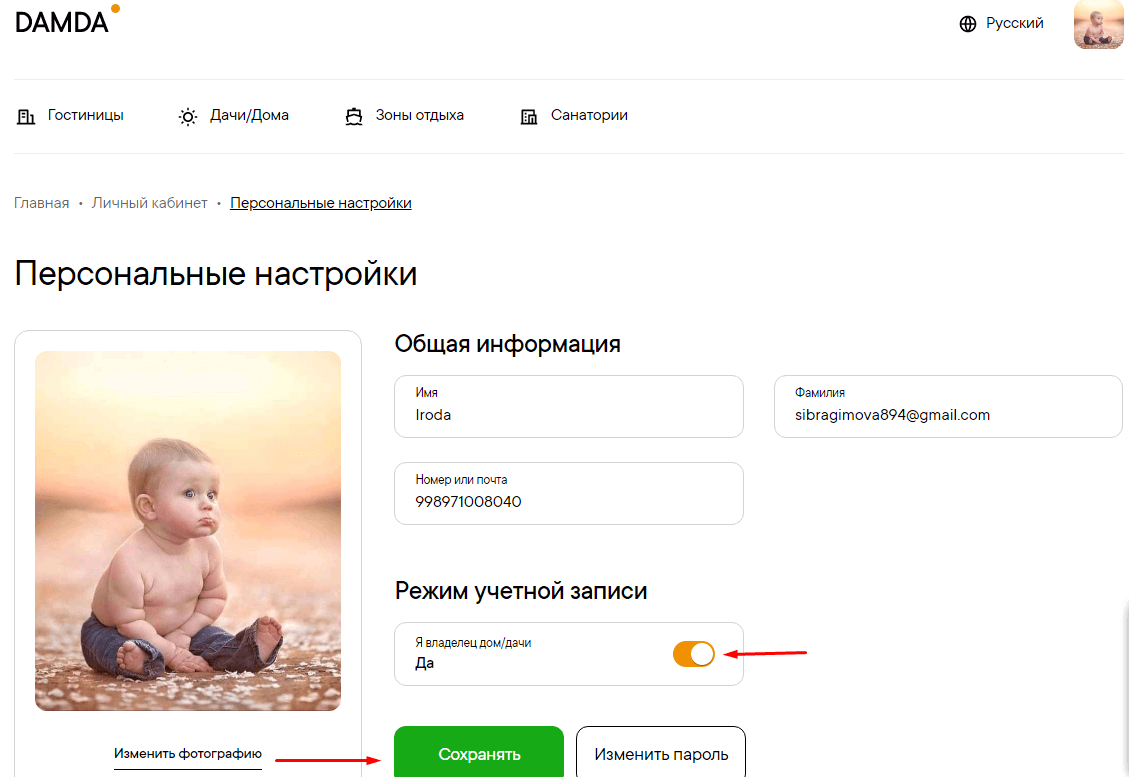 DAMDA
Русский
Гостиницы
Дачи/Дома
Зоны отдыха
Санатории
Главная • Личный кабинет • Персональные настройки
Персональные настройки
Общая информация
Имя
Iroda
Фамилия
sibragimova894@gmail.com
Номер или почта
998971008040
Режим учетной записи
Я владелец дом/дачи
Да
Изменить фотографию
Сохранять
Изменить пароль